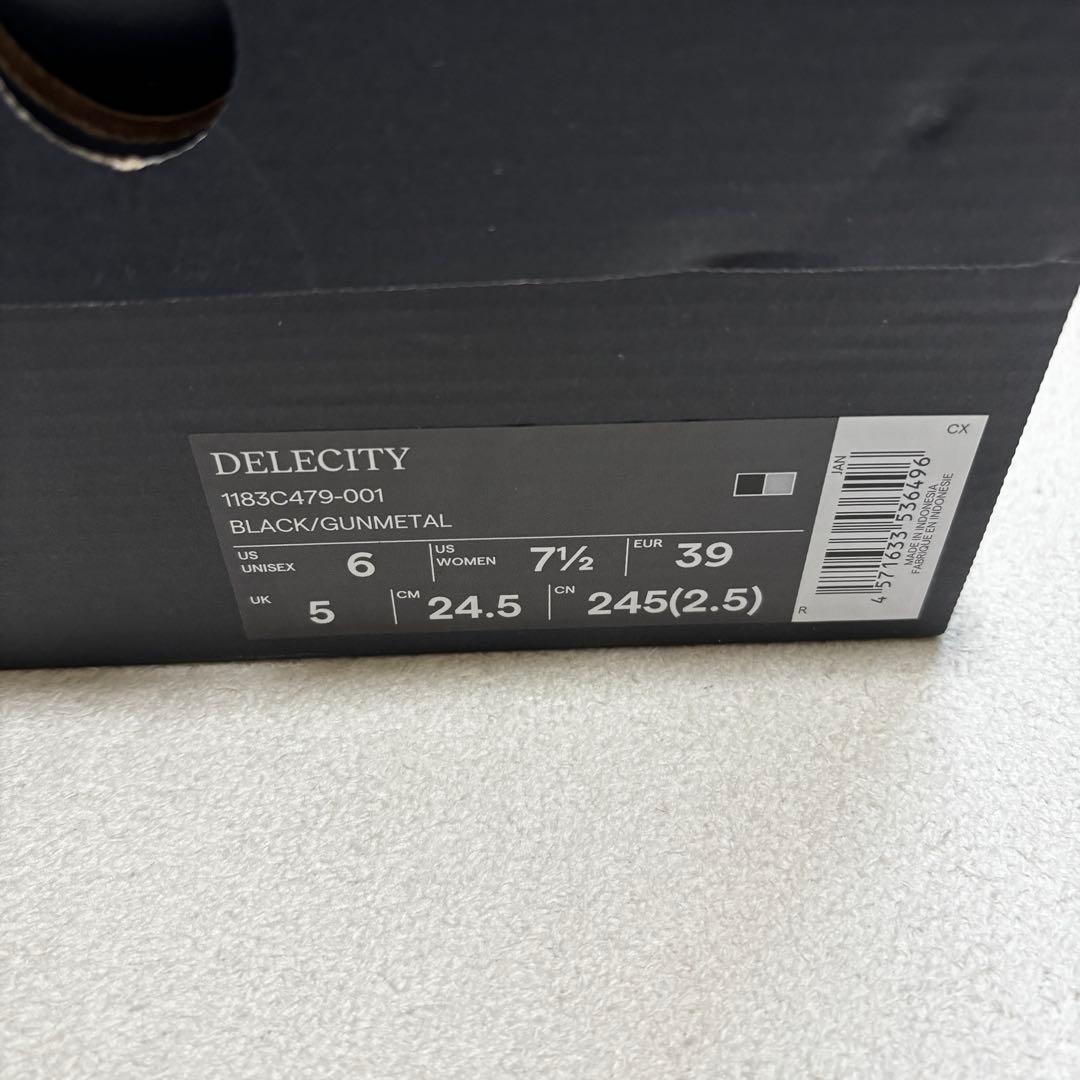 DELECITY
1183C479-001
BLACK/GUNMETAL
US UNISEX 6 US WOMEN 7½ EUR 39
UK 5 CM 24.5 CN 245(2.5)
CX
JAN
4 571633 536496
MADE IN INDONESIA
FABRIQUE EN INDONESIE
R